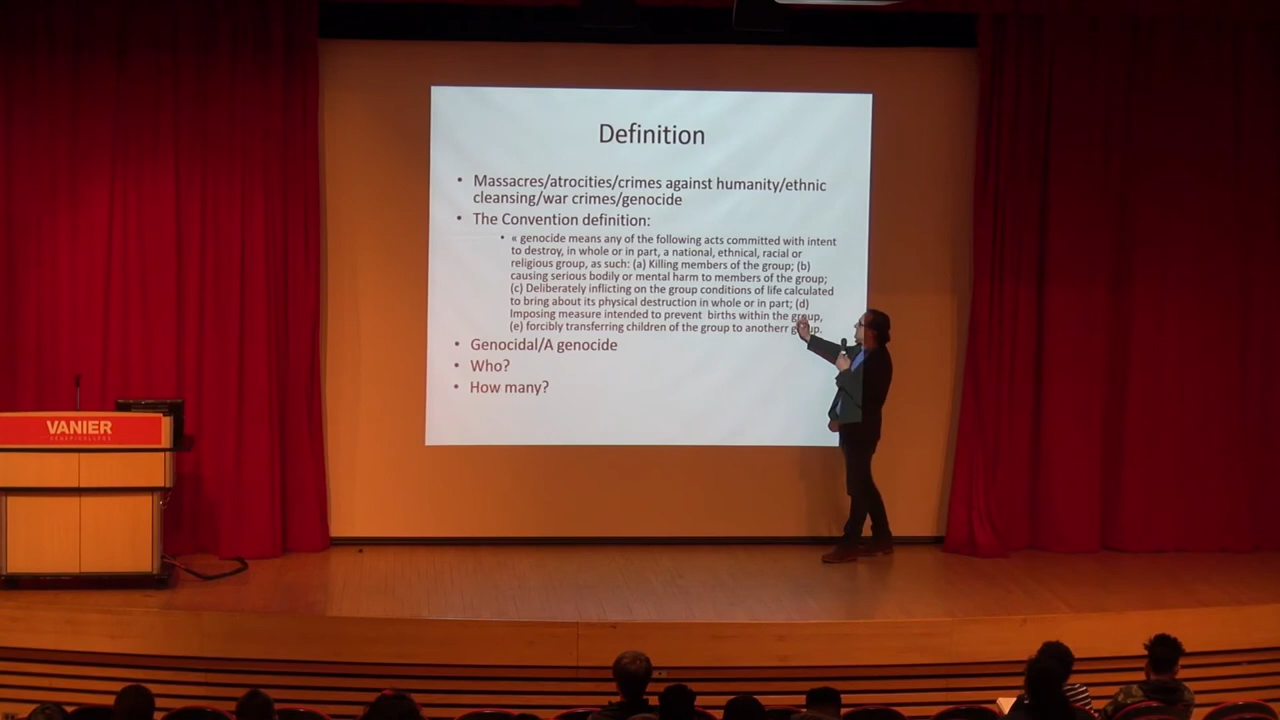 Definition
• Massacres/atrocities/crimes against humanity/ethnic
cleansing/war crimes/genocide
• The Convention definition:
• « genocide means any of the following acts committed with intent
to destroy, in whole or in part, a national, ethnical, racial or
religious group, as such: (a) Killing members of the group; (b)
causing serious bodily or mental harm to members of the group;
(c) Deliberately inflicting on the group conditions of life calculated
to bring about its physical destruction in whole or in part; (d)
Imposing measure intended to prevent births within the group,
(e) forcibly transferring children of the group to anotherr group.
• Genocidal/A genocide
• Who?
• How many?
VANIER
CÉGEP/COLLEGE